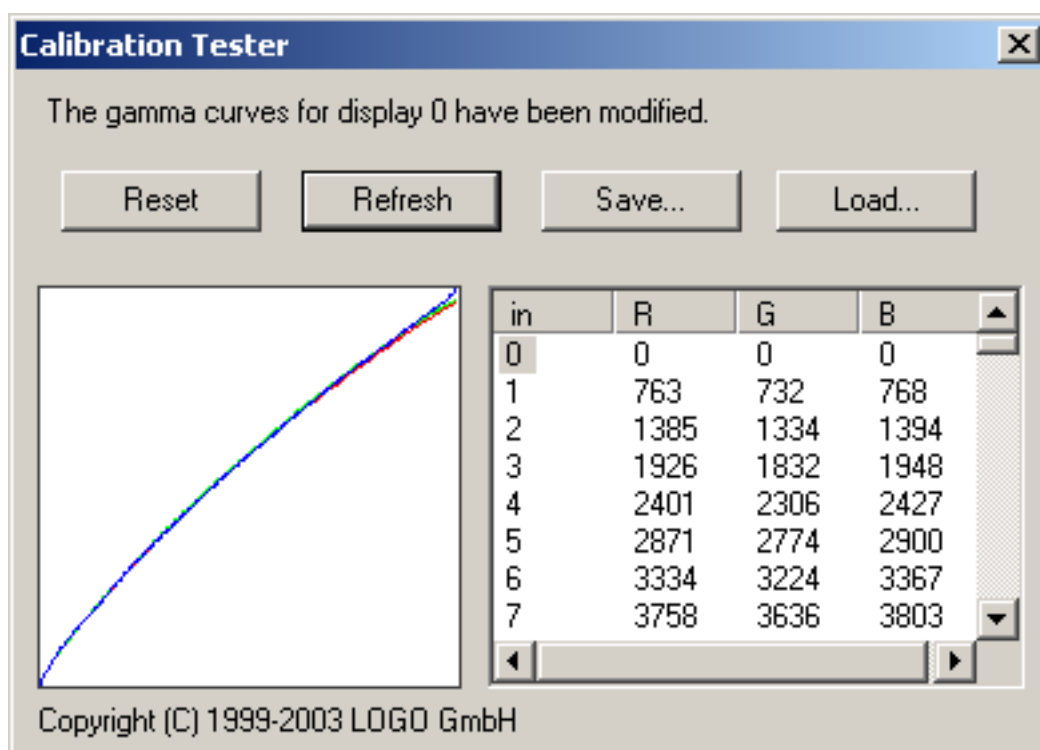 Calibration Tester
The gamma curves for display 0 have been modified.
Reset Refresh Save... Load...
in R G B
0 0 0 0
1 763 732 768
2 1385 1334 1394
3 1926 1832 1948
4 2401 2306 2427
5 2871 2774 2900
6 3334 3224 3367
7 3758 3636 3803
Copyright (C) 1999-2003 LOGO GmbH